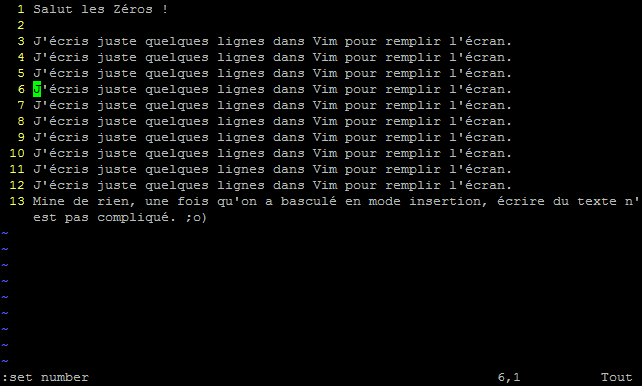 1 Salut les Zéros !
2
3 J'écris juste quelques lignes dans Vim pour remplir l'écran.
4 J'écris juste quelques lignes dans Vim pour remplir l'écran.
5 J'écris juste quelques lignes dans Vim pour remplir l'écran.
6 J'écris juste quelques lignes dans Vim pour remplir l'écran.
7 J'écris juste quelques lignes dans Vim pour remplir l'écran.
8 J'écris juste quelques lignes dans Vim pour remplir l'écran.
9 J'écris juste quelques lignes dans Vim pour remplir l'écran.
10 J'écris juste quelques lignes dans Vim pour remplir l'écran.
11 J'écris juste quelques lignes dans Vim pour remplir l'écran.
12 J'écris juste quelques lignes dans Vim pour remplir l'écran.
13 Mine de rien, une fois qu'on a basculé en mode insertion, écrire du texte n'
est pas compliqué. ;o)
~
~
~
~
~
~
~
~
~
:set number 6,1 Tout